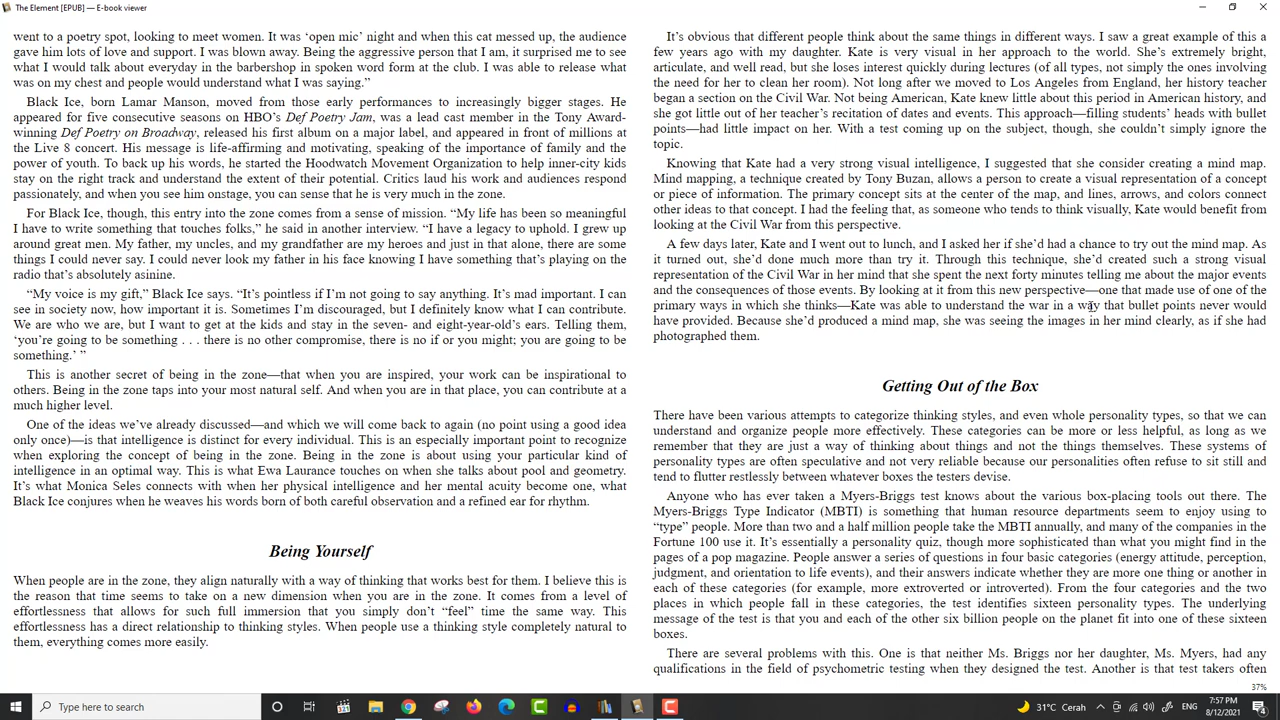 The Element [EPUB] — E-book viewer
went to a poetry spot, looking to meet women. It was ‘open mic’ night and when this cat messed up, the audience
gave him lots of love and support. I was blown away. Being the aggressive person that I am, it surprised me to see
what I would talk about everyday in the barbershop in spoken word form at the club. I was able to release what
was on my chest and people would understand what I was saying.”
Black Ice, born Lamar Manson, moved from those early performances to increasingly bigger stages. He
appeared for five consecutive seasons on HBO’s Def Poetry Jam, was a lead cast member in the Tony Award-
winning Def Poetry on Broadway, released his first album on a major label, and appeared in front of millions at
the Live 8 concert. His message is life-affirming and motivating, speaking of the importance of family and the
power of youth. To back up his words, he started the Hoodwatch Movement Organization to help inner-city kids
stay on the right track and understand the extent of their potential. Critics laud his work and audiences respond
passionately, and when you see him onstage, you can sense that he is very much in the zone.
For Black Ice, though, this entry into the zone comes from a sense of mission. “My life has been so meaningful
I have to write something that touches folks,” he said in another interview. “I have a legacy to uphold. I grew up
around great men. My father, my uncles, and my grandfather are my heroes and just in that alone, there are some
things I could never say. I could never look my father in his face knowing I have something that’s playing on the
radio that’s absolutely asinine.
“My voice is my gift,” Black Ice says. “It’s pointless if I’m not going to say anything. It’s mad important. I can
see in society now, how important it is. Sometimes I’m discouraged, but I definitely know what I can contribute.
We are who we are, but I want to get at the kids and stay in the seven- and eight-year-old’s ears. Telling them,
‘you’re going to be something . . . there is no other compromise, there is no if or you might; you are going to be
something.’ ”
This is another secret of being in the zone—that when you are inspired, your work can be inspirational to
others. Being in the zone taps into your most natural self. And when you are in that place, you can contribute at a
much higher level.
One of the ideas we’ve already discussed—and which we will come back to again (no point using a good idea
only once)—is that intelligence is distinct for every individual. This is an especially important point to recognize
when exploring the concept of being in the zone. Being in the zone is about using your particular kind of
intelligence in an optimal way. This is what Ewa Laurance touches on when she talks about pool and geometry.
It’s what Monica Seles connects with when her physical intelligence and her mental acuity become one, what
Black Ice conjures when he weaves his words born of both careful observation and a refined ear for rhythm.
Being Yourself
When people are in the zone, they align naturally with a way of thinking that works best for them. I believe this is
the reason that time seems to take on a new dimension when you are in the zone. It comes from a level of
effortlessness that allows for such full immersion that you simply don’t “feel” time the same way. This
effortlessness has a direct relationship to thinking styles. When people use a thinking style completely natural to
them, everything comes more easily.
It’s obvious that different people think about the same things in different ways. I saw a great example of this a
few years ago with my daughter. Kate is very visual in her approach to the world. She’s extremely bright,
articulate, and well read, but she loses interest quickly during lectures (of all types, not simply the ones involving
the need for her to clean her room). Not long after we moved to Los Angeles from England, her history teacher
began a section on the Civil War. Not being American, Kate knew little about this period in American history, and
she got little out of her teacher’s recitation of dates and events. This approach—filling students’ heads with bullet
points—had little impact on her. With a test coming up on the subject, though, she couldn’t simply ignore the
topic.
Knowing that Kate had a very strong visual intelligence, I suggested that she consider creating a mind map.
Mind mapping, a technique created by Tony Buzan, allows a person to create a visual representation of a concept
or piece of information. The primary concept sits at the center of the map, and lines, arrows, and colors connect
other ideas to that concept. I had the feeling that, as someone who tends to think visually, Kate would benefit from
looking at the Civil War from this perspective.
A few days later, Kate and I went out to lunch, and I asked her if she’d had a chance to try out the mind map. As
it turned out, she’d done much more than try it. Through this technique, she’d created such a strong visual
representation of the Civil War in her mind that she spent the next forty minutes telling me about the major events
and the consequences of those events. By looking at it from this new perspective—one that made use of one of the
primary ways in which she thinks—Kate was able to understand the war in a way that bullet points never would
have provided. Because she’d produced a mind map, she was seeing the images in her mind clearly, as if she had
photographed them.
Getting Out of the Box
There have been various attempts to categorize thinking styles, and even whole personality types, so that we can
understand and organize people more effectively. These categories can be more or less helpful, as long as we
remember that they are just a way of thinking about things and not the things themselves. These systems of
personality types are often speculative and not very reliable because our personalities often refuse to sit still and
tend to flutter restlessly between whatever boxes the testers devise.
Anyone who has ever taken a Myers-Briggs test knows about the various box-placing tools out there. The
Myers-Briggs Type Indicator (MBTI) is something that human resource departments seem to enjoy using to
“type” people. More than two and a half million people take the MBTI annually, and many of the companies in the
Fortune 100 use it. It’s essentially a personality quiz, though more sophisticated than what you might find in the
pages of a pop magazine. People answer a series of questions in four basic categories (energy attitude, perception,
judgment, and orientation to life events), and their answers indicate whether they are more one thing or another in
each of these categories (for example, more extroverted or introverted). From the four categories and the two
places in which people fall in these categories, the test identifies sixteen personality types. The underlying
message of the test is that you and each of the other six billion people on the planet fit into one of these sixteen
boxes.
There are several problems with this. One is that neither Ms. Briggs nor her daughter, Ms. Myers, had any
qualifications in the field of psychometric testing when they designed the test. Another is that test takers often
37%
Type here to search
31°C Cerah
ENG
7:57 PM
8/12/2021
4